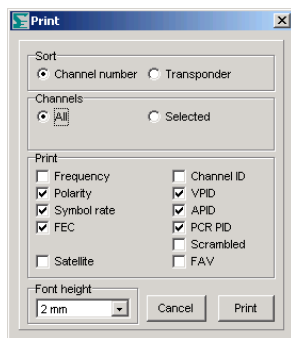 Print
Sort
Channel number Transponder
Channels
All Selected
Print
Frequency Channel ID
Polarity VPID
Symbol rate APID
FEC PCR PID
Scrambled
Satellite FAV
Font height
2 mm Cancel Print